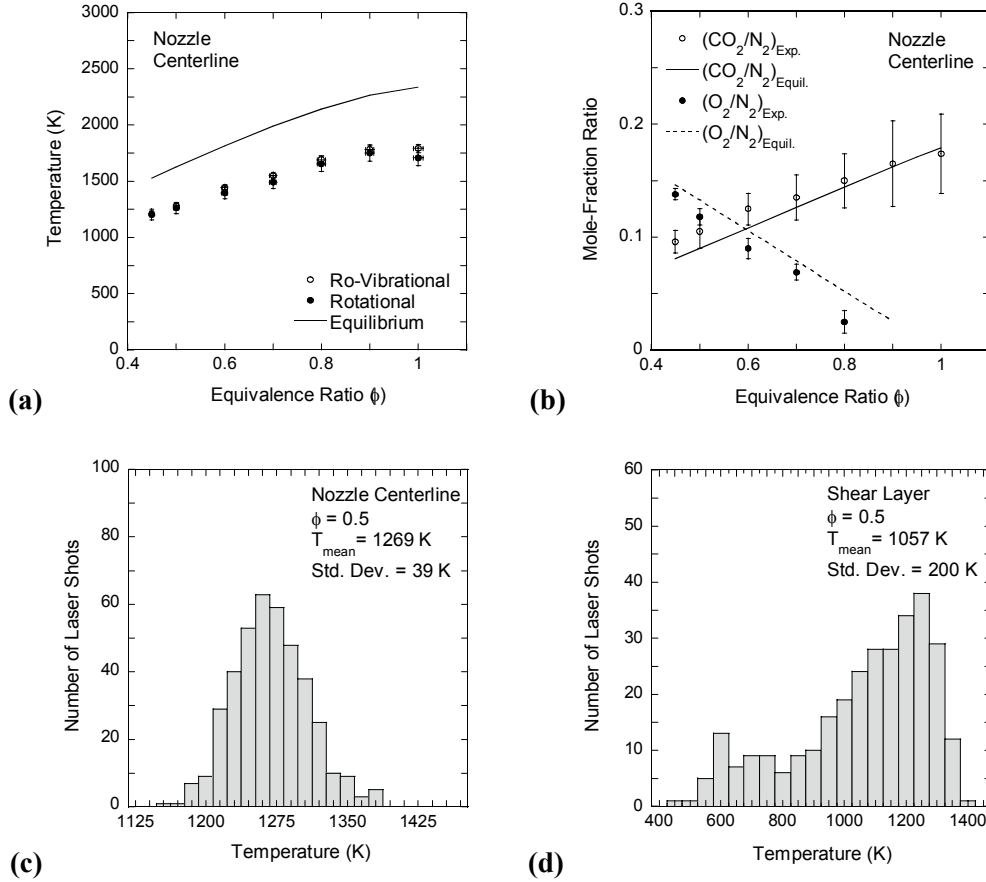 Nozzle
Centerline
3000
2500
2000
1500
1000
500
0
Temperature (K)
Ro-Vibrational
Rotational
Equilibrium
0.4
0.6
0.8
1
Equivalence Ratio (ϕ)
(a)
0.3
0.2
0.1
0
Mole-Fraction Ratio
(CO2/N2)Exp.
(CO2/N2)Equil.
(O2/N2)Exp.
(O2/N2)Equil.
Nozzle
Centerline
0.4
0.6
0.8
1
Equivalence Ratio (ϕ)
(b)
100
80
60
40
20
0
Number of Laser Shots
Nozzle Centerline
ϕ = 0.5
Tmean = 1269 K
Std. Dev. = 39 K
1125
1200
1275
1350
1425
Temperature (K)
(c)
60
50
40
30
20
10
0
Number of Laser Shots
Shear Layer
ϕ = 0.5
Tmean = 1057 K
Std. Dev. = 200 K
400
600
800
1000
1200
1400
Temperature (K)
(d)